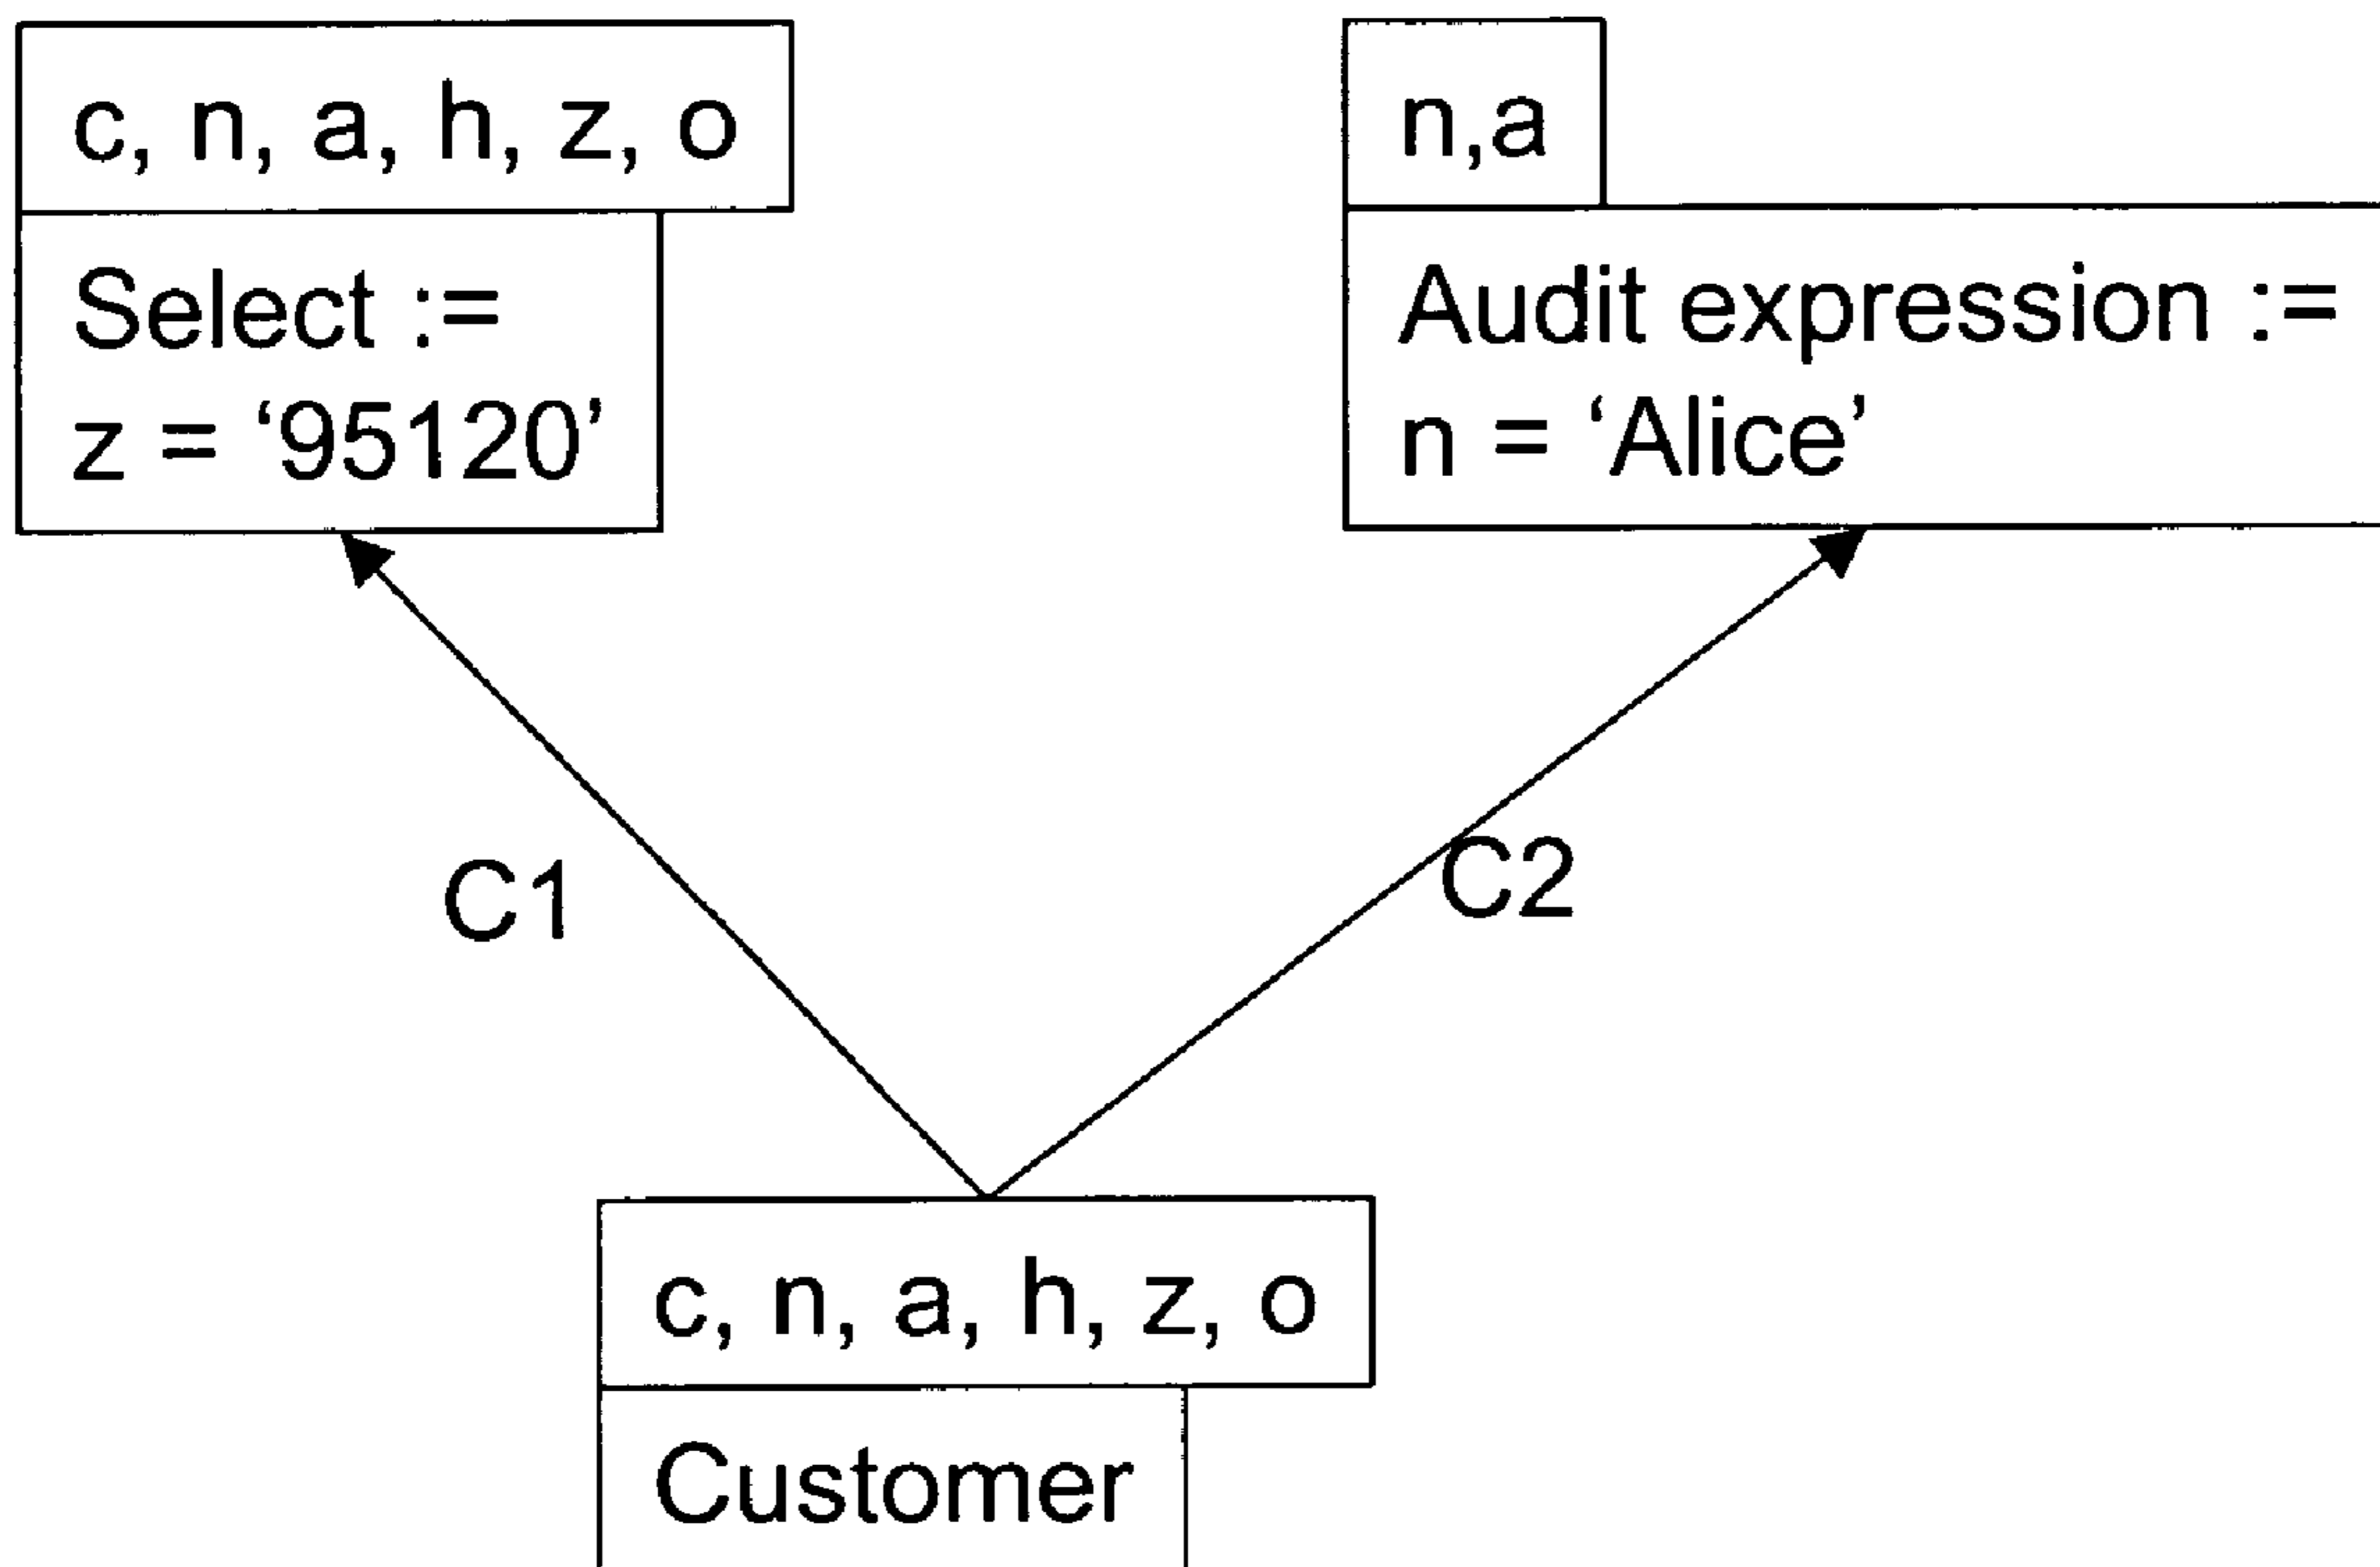 c, n, a, h, z, o
Select :=
z = ‘95120’
n,a
Audit expression :=
n = ‘Alice’
C1
C2
c, n, a, h, z, o
Customer